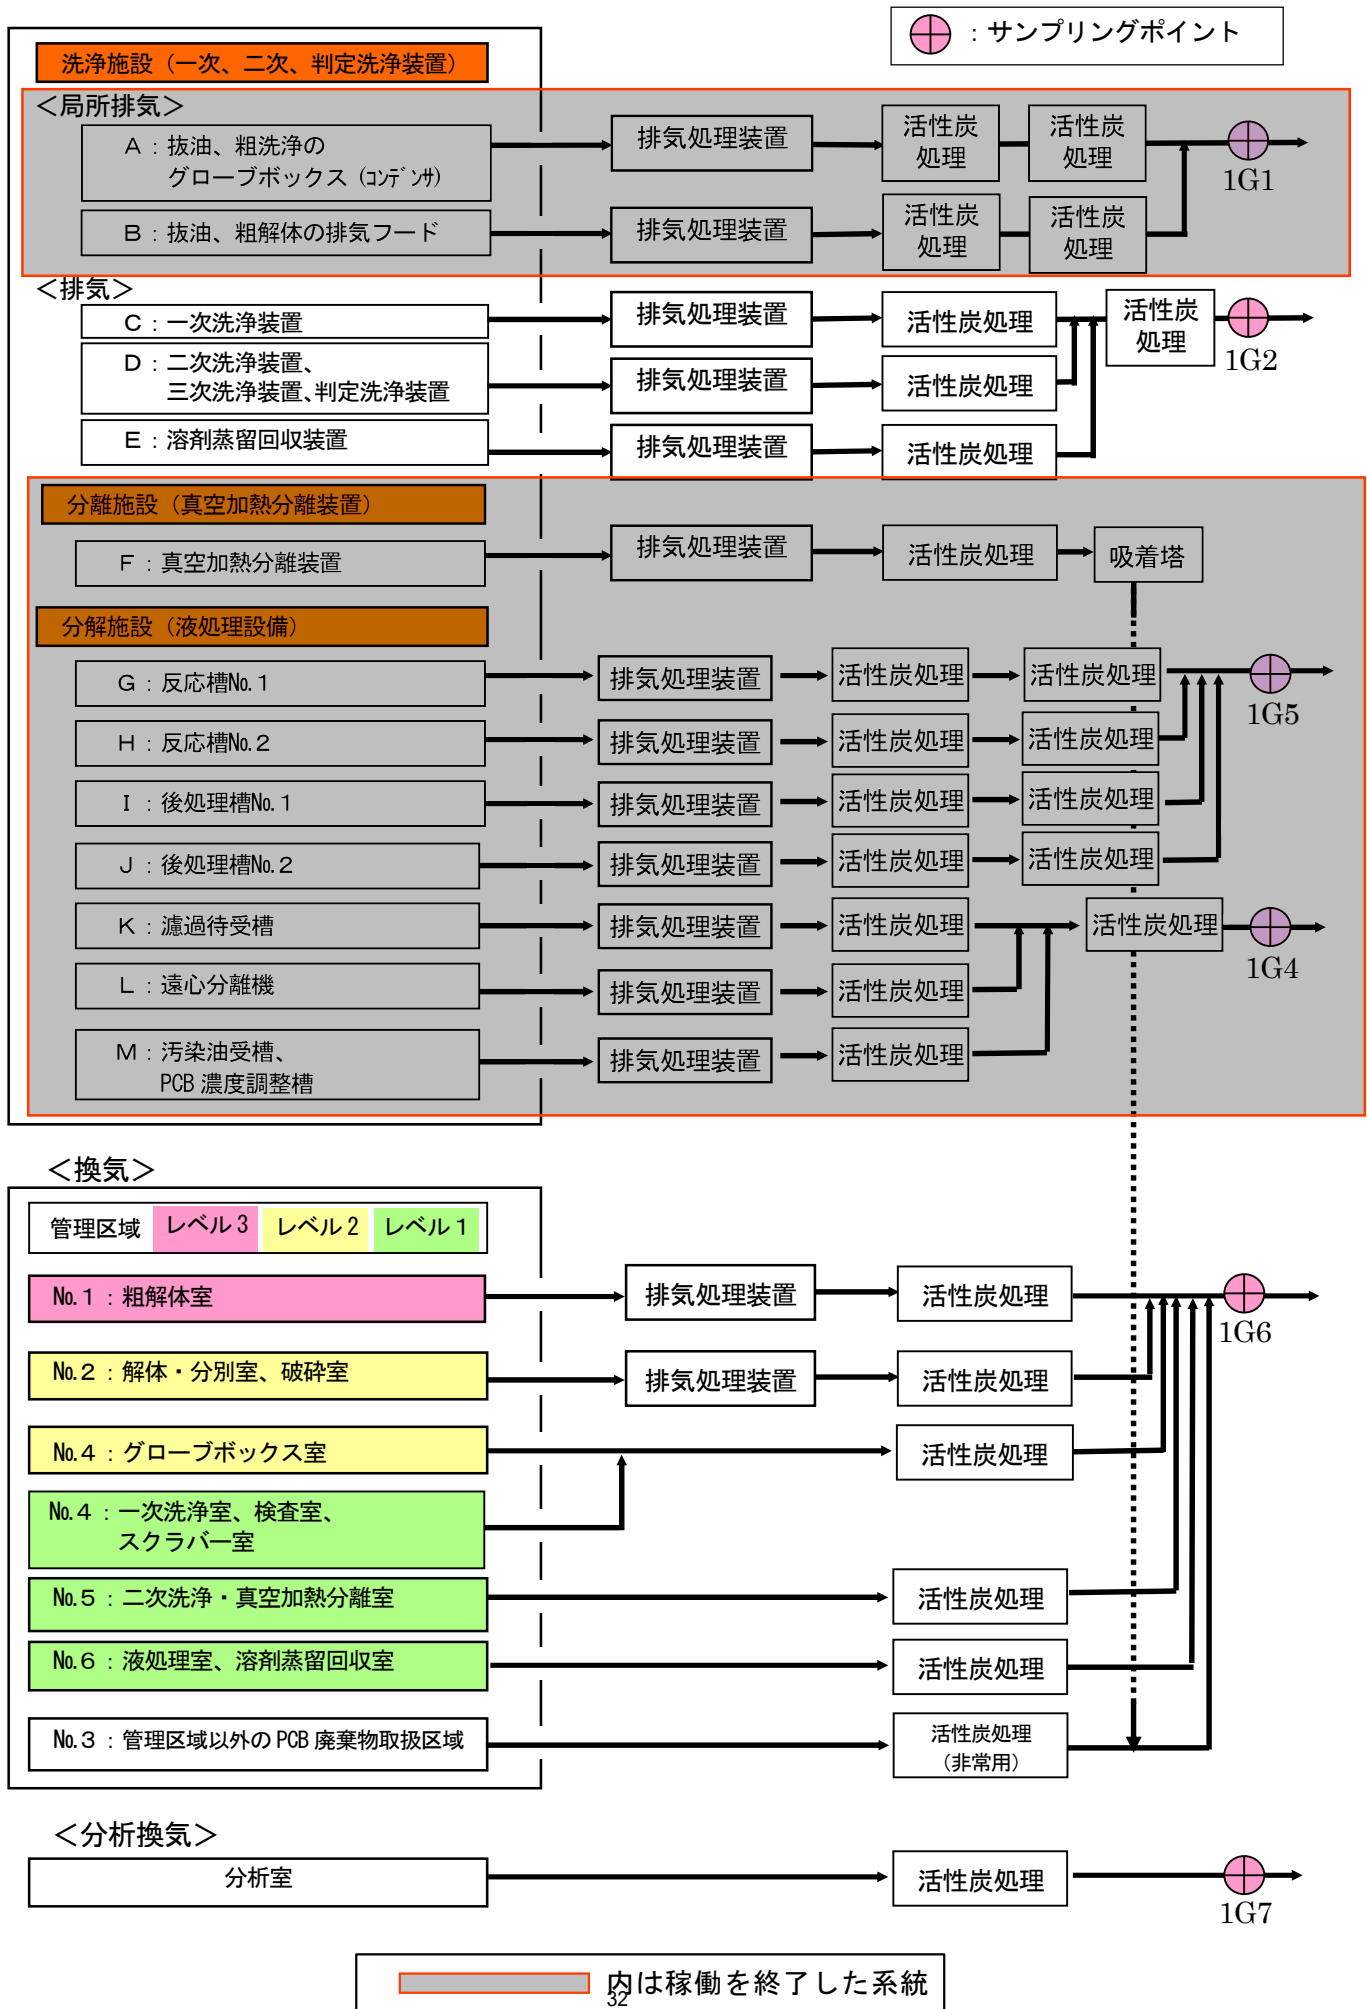 ：サンプリングポイント
洗浄施設（一次、二次、判定洗浄装置）
＜局所排気＞
A：抜油、粗洗浄の
グローブボックス（ｺﾝﾃﾞﾝｻ）
排気処理装置
活性炭
処理
活性炭
処理
1G1
B：抜油、粗解体の排気フード
排気処理装置
活性炭
処理
活性炭
処理
＜排気＞
C：一次洗浄装置
排気処理装置
活性炭処理
活性炭
処理
1G2
D：二次洗浄装置、
三次洗浄装置、判定洗浄装置
排気処理装置
活性炭処理
E：溶剤蒸留回収装置
排気処理装置
活性炭処理
分離施設（真空加熱分離装置）
F：真空加熱分離装置
排気処理装置
活性炭処理
吸着塔
分解施設（液処理設備）
G：反応槽No.1
排気処理装置
活性炭処理
活性炭処理
1G5
H：反応槽No.2
排気処理装置
活性炭処理
活性炭処理
I：後処理槽No.1
排気処理装置
活性炭処理
活性炭処理
J：後処理槽No.2
排気処理装置
活性炭処理
活性炭処理
K：濾過待受槽
排気処理装置
活性炭処理
活性炭処理
1G4
L：遠心分離機
排気処理装置
活性炭処理
M：汚染油受槽、
PCB濃度調整槽
排気処理装置
活性炭処理
＜換気＞
管理区域 レベル3 レベル2 レベル1
No.1：粗解体室
排気処理装置
活性炭処理
1G6
No.2：解体・分別室、破砕室
排気処理装置
活性炭処理
No.4：グローブボックス室
活性炭処理
No.4：一次洗浄室、検査室、
スクラバー室
No.5：二次洗浄・真空加熱分離室
活性炭処理
No.6：液処理室、溶剤蒸留回収室
活性炭処理
No.3：管理区域以外のPCB廃棄物取扱区域
活性炭処理
（非常用）
＜分析換気＞
分析室
活性炭処理
1G7
内は稼働を終了した系統
32